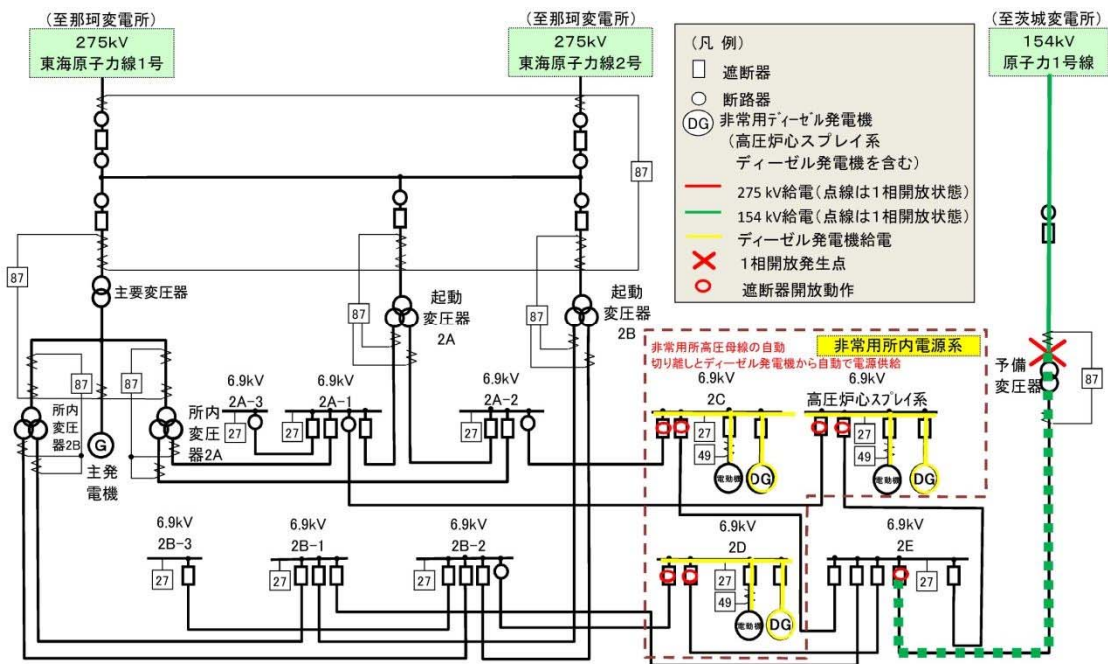 (至那珂変電所)
275kV
東海原子力線1号
(至那珂変電所)
275kV
東海原子力線2号
(至茨城変電所)
154kV
原子力1号線
(凡 例)
遮断器
断路器
DG
非常用ディーゼル発電機
(高圧炉心スプレイ系
ディーゼル発電機を含む)
275 kV給電(点線は1相開放状態)
154 kV給電(点線は1相開放状態)
ディーゼル発電機給電
1相開放発生点
遮断器開放動作
87
87
主要変圧器
87
起動
変圧器
2A
87
起動
変圧器
2B
予備
変圧器
87
87
87
所内
変圧
器2B
G
主発
電機
所内
変圧
器2A
6.9kV
2A-3
27
6.9kV
2A-1
27
6.9kV
2A-2
27
非常用所高圧母線の自動
切り離しとディーゼル発電機から自動で電源供給
非常用所内電源系
6.9kV
2C
27
49
電動機
DG
6.9kV
高圧炉心スプレイ系
27
49
電動機
DG
6.9kV
2B-3
27
6.9kV
2B-1
27
6.9kV
2B-2
27
6.9kV
2D
27
49
電動機
DG
6.9kV
2E
27